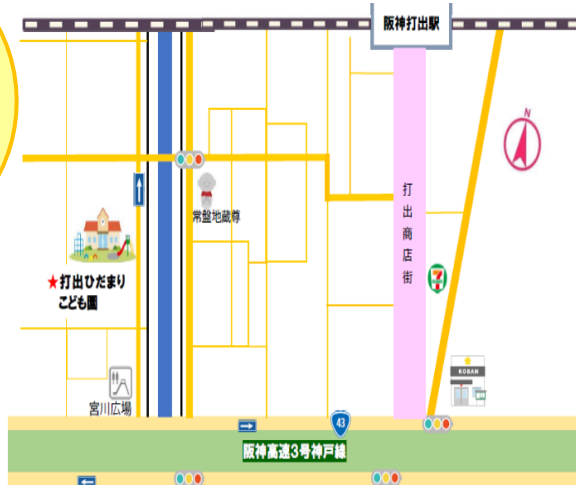 阪神打出駅
N
常盤地蔵尊
打出商店街
★打出ひだまり
こども園
7
KOBAN
宮川広場
43
阪神高速3号神戸線